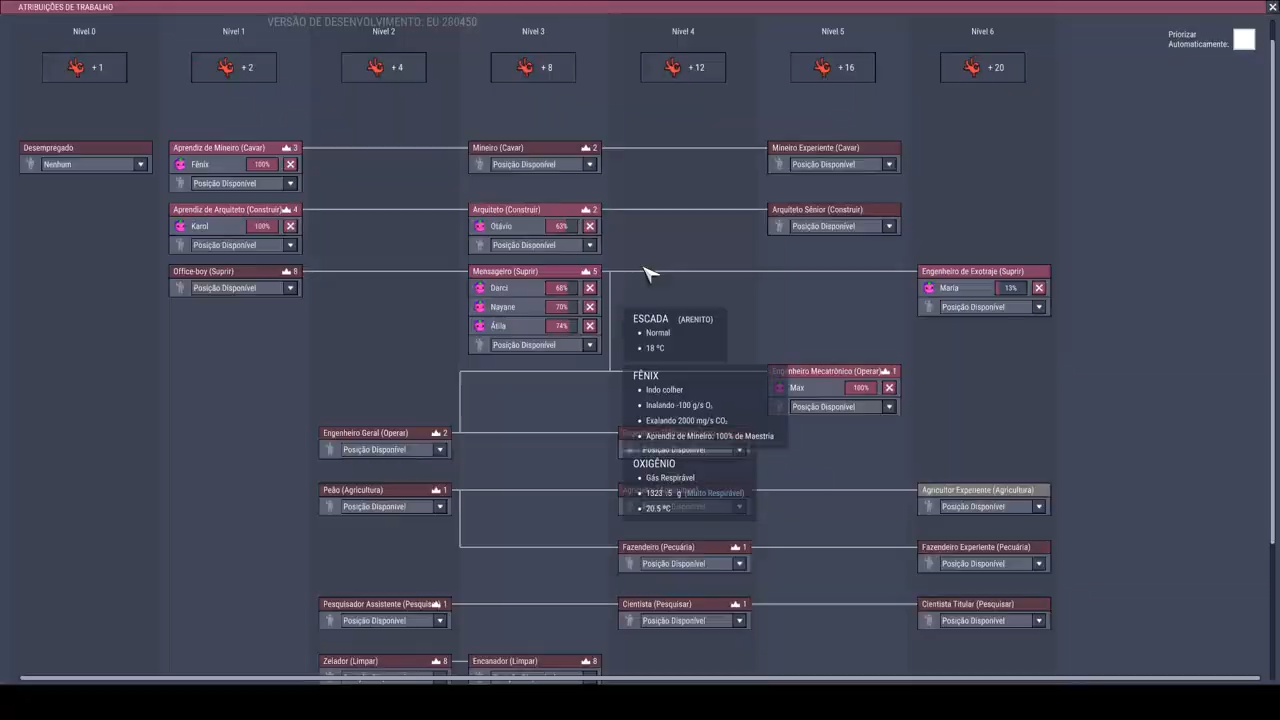 ATRIBUIÇÕES DE TRABALHO
VERSÃO DE DESENVOLVIMENTO: EU 280450
Nível 0
Nível 1
Nível 2
Nível 3
Nível 4
Nível 5
Nível 6
Priorizar
Automaticamente:
+ 1
+ 2
+ 4
+ 8
+ 12
+ 16
+ 20
Desempregado
Nenhum
Aprendiz de Mineiro (Cavar) 3
Fênix 100%
Posição Disponível
Mineiro (Cavar) 2
Posição Disponível
Mineiro Experiente (Cavar)
Posição Disponível
Aprendiz de Arquiteto (Construir) 4
Karol 100%
Posição Disponível
Arquiteto (Construir) 2
Otávio 63%
Posição Disponível
Arquiteto Sênior (Construir)
Posição Disponível
Office-boy (Suprir) 8
Posição Disponível
Mensageiro (Suprir) 5
Darci 68%
Nayane 70%
Átila 74%
Posição Disponível
Engenheiro de Exotraje (Suprir)
Maria 13%
Posição Disponível
ESCADA (ARENITO)
Normal
18 ºC
FÊNIX
Indo colher
Inalando -100 g/s O₂
Exalando 2000 mg/s CO₂
Aprendiz de Mineiro: 100% de Maestria
OXIGÊNIO
Gás Respirável
1323 .5 g (Muito Respirável)
20.5 ºC
Engenheiro Mecatrônico (Operar) 1
Max 100%
Posição Disponível
Engenheiro Geral (Operar) 2
Posição Disponível
Posição Disponível
Peão (Agricultura) 1
Posição Disponível
Agricultor Experiente (Agricultura)
Posição Disponível
Fazendeiro (Pecuária) 1
Posição Disponível
Fazendeiro Experiente (Pecuária)
Posição Disponível
Pesquisador Assistente (Pesquisar) 1
Posição Disponível
Cientista (Pesquisar) 1
Posição Disponível
Cientista Titular (Pesquisar)
Posição Disponível
Zelador (Limpar) 8
Encanador (Limpar) 8